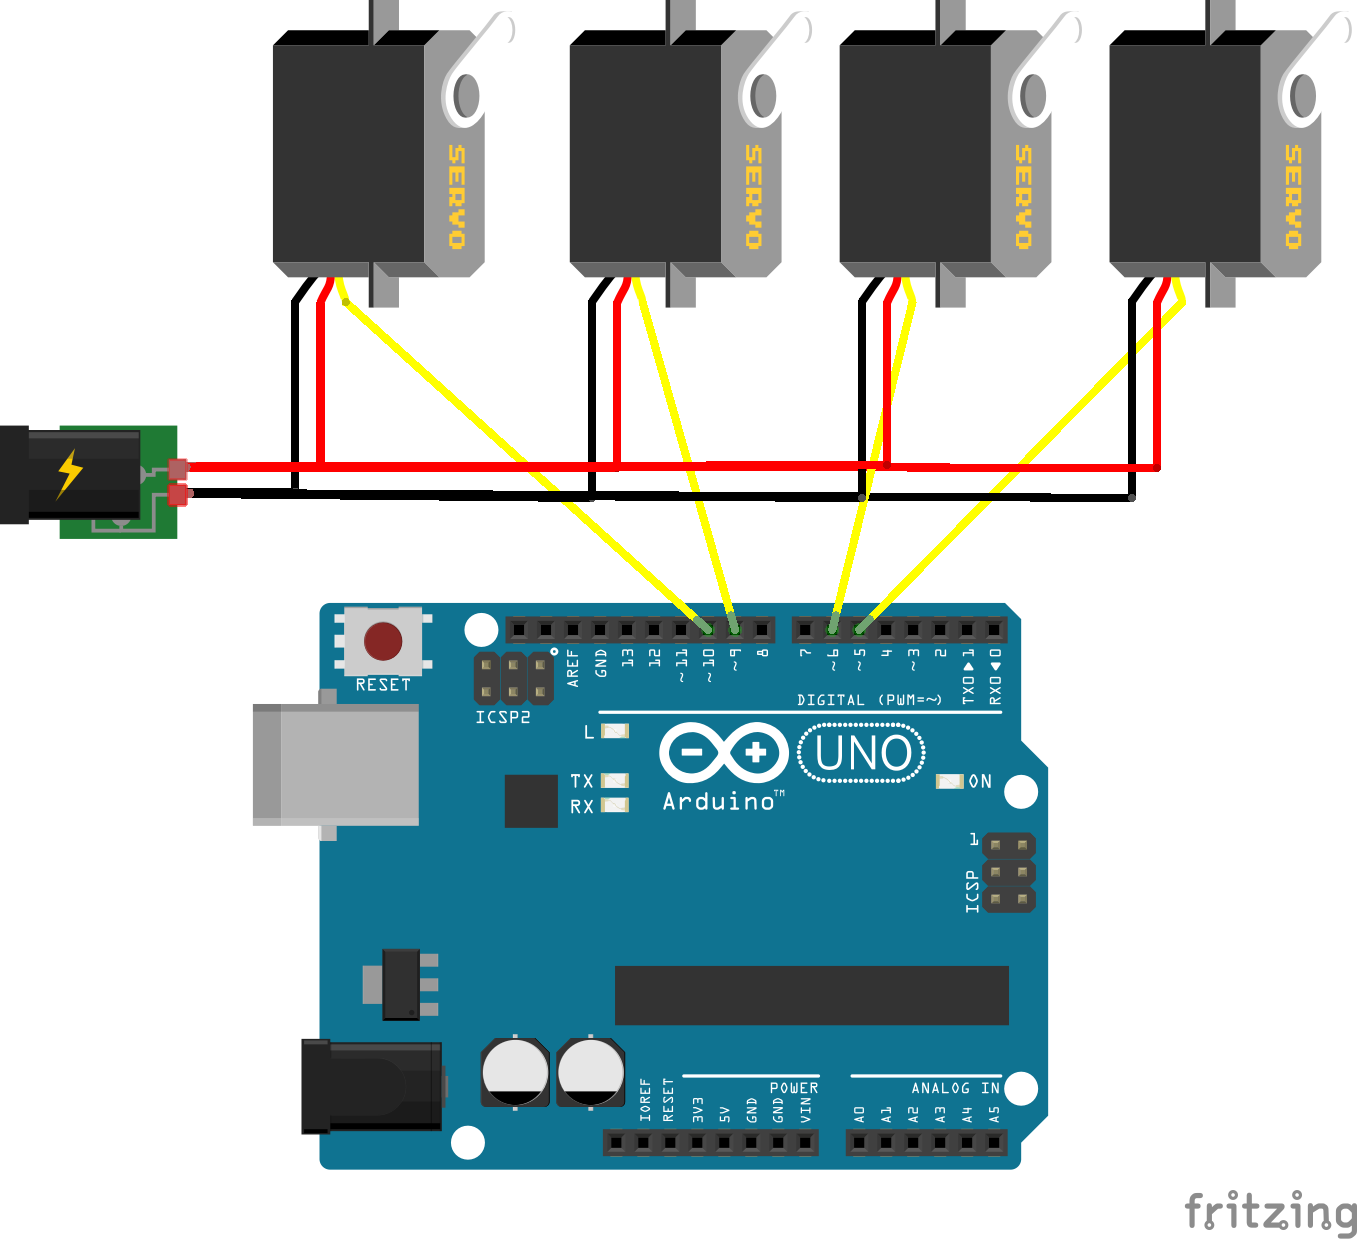 SERVO
SERVO
SERVO
SERVO
RESET
ICSP2
AREF
GND
13
12
~11
~10
~9
8
7
~6
~5
4
~3
2
TX0▶1
RX0◀0
DIGITAL (PWM=~)
L
TX
RX
Arduino™
UNO
ON
1
ICSP
IOREF
RESET
3V3
5V
GND
GND
VIN
POWER
ANALOG IN
A0
A1
A2
A3
A4
A5
fritzing